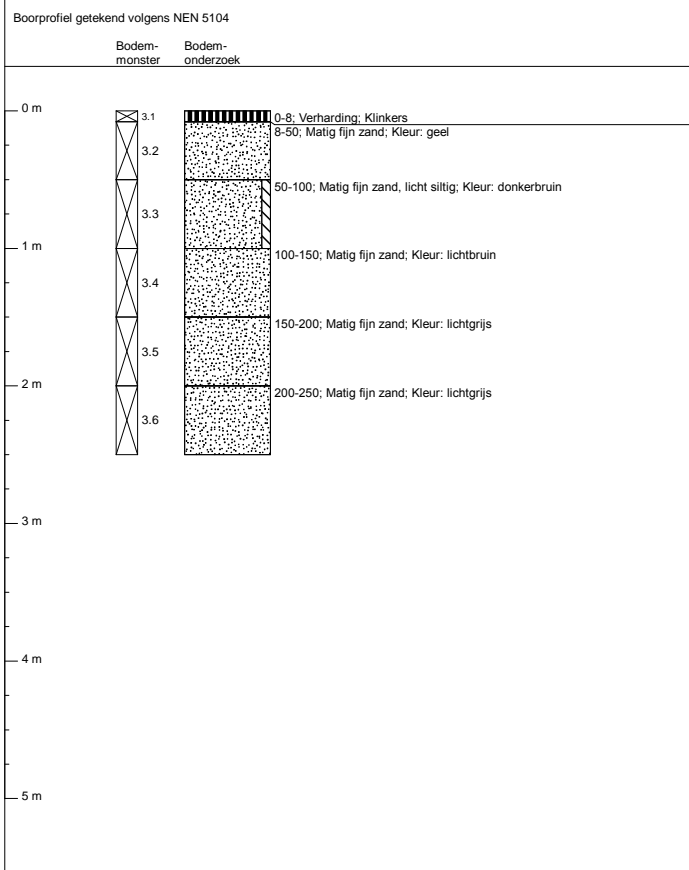 Boorprofiel getekend volgens NEN 5104
Bodem-
monster
Bodem-
onderzoek
0 m
3.1
0-8; Verharding; Klinkers
8-50; Matig fijn zand; Kleur: geel
3.2
50-100; Matig fijn zand, licht siltig; Kleur: donkerbruin
3.3
1 m
100-150; Matig fijn zand; Kleur: lichtbruin
3.4
150-200; Matig fijn zand; Kleur: lichtgrijs
3.5
2 m
200-250; Matig fijn zand; Kleur: lichtgrijs
3.6
3 m
4 m
5 m